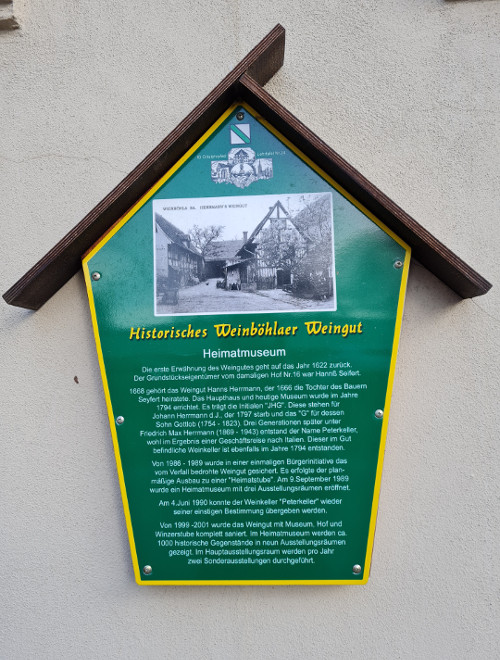 WEINBÖHLA No. HERRMANN'S WEINGUT
Historisches Weinböhlaer Weingut
Heimatmuseum
Die erste Erwähnung des Weingutes geht auf das Jahr 1622 zurück.
Der Grundstückseigentümer vom damaligen Hof Nr.16 war Hannß Seifert.
1668 gehört das Weingut Hanns Herrmann, der 1666 die Tochter des Bauern
Seyfert heiratete. Das Haupthaus und heutige Museum wurde im Jahre
1794 errichtet. Es trägt die Initialen "JHG". Diese stehen für
Johann Herrmann d.J., der 1797 starb und das "G" für dessen
Sohn Gottlob (1754 - 1823). Drei Generationen später unter
Friedrich Max Herrmann (1869 - 1943) entstand der Name Peterkeller,
wohl im Ergebnis einer Geschäftsreise nach Italien. Dieser im Gut
befindliche Weinkeller ist ebenfalls im Jahre 1794 entstanden.
Von 1986 - 1989 wurde in einer einmaligen Bürgerinitiative das
vom Verfall bedrohte Weingut gesichert. Es erfolgte der plan-
mäßige Ausbau zu einer "Heimatstube". Am 9.September 1989
wurde ein Heimatmuseum mit drei Ausstellungsräumen eröffnet.
Am 4.Juni 1990 konnte der Weinkeller "Peterkeller" wieder
seiner einstigen Bestimmung übergeben werden.
Von 1999 -2001 wurde das Weingut mit Museum, Hof und
Winzerstube komplett saniert. Im Heimatmuseum werden ca.
1000 historische Gegenstände in neun Ausstellungsräumen
gezeigt. Im Hauptausstellungsraum werden pro Jahr
zwei Sonderausstellungen durchgeführt.